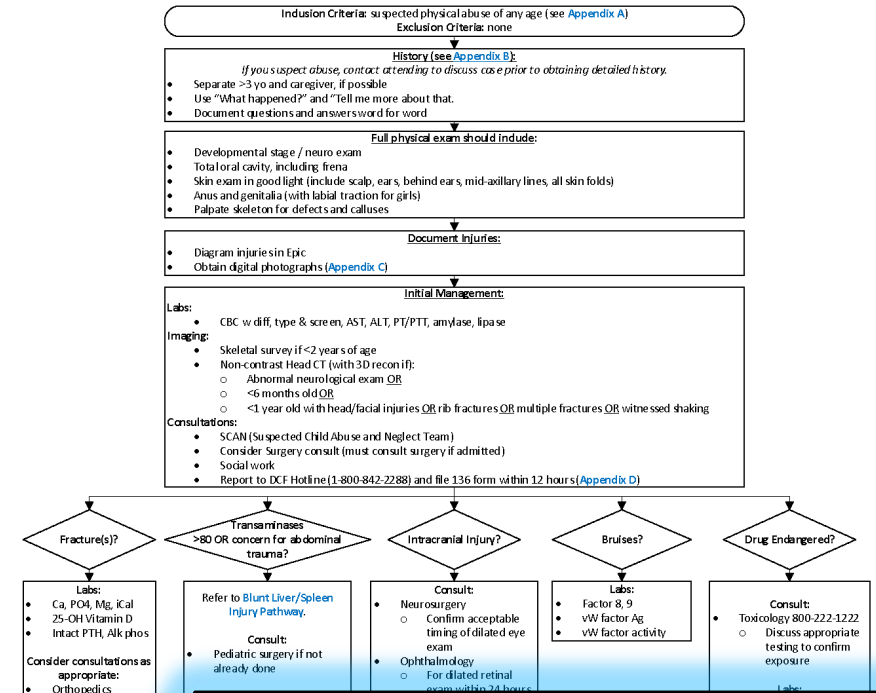 Inclusion Criteria: suspected physical abuse of any age (see Appendix A)
Exclusion Criteria: none
History (see Appendix B):
If you suspect abuse, contact attending to discuss case prior to obtaining detailed history.
• Separate >3 yo and caregiver, if possible
• Use “What happened?” and “Tell me more about that.
• Document questions and answers word for word
Full physical exam should include:
• Developmental stage / neuro exam
• Total oral cavity, including frena
• Skin exam in good light (include scalp, ears, behind ears, mid-axillary lines, all skin folds)
• Anus and genitalia (with labial traction for girls)
• Palpate skeleton for defects and calluses
Document Injuries:
• Diagram injuries in Epic
• Obtain digital photographs (Appendix C)
Initial Management:
Labs:
• CBC w diff, type & screen, AST, ALT, PT/PTT, amylase, lipase
Imaging:
• Skeletal survey if <2 years of age
• Non-contrast Head CT (with 3D recon if):
o Abnormal neurological exam OR
o <6 months old OR
o <1 year old with head/facial injuries OR rib fractures OR multiple fractures OR witnessed shaking
Consultations:
• SCAN (Suspected Child Abuse and Neglect Team)
• Consider Surgery consult (must consult surgery if admitted)
• Social work
• Report to DCF Hotline (1-800-842-2288) and file 136 form within 12 hours (Appendix D)
Fracture(s)?
Transaminases
>80 OR concern for abdominal
trauma?
Intracranial Injury?
Bruises?
Drug Endangered?
Labs:
• Ca, PO4, Mg, iCal
• 25-OH Vitamin D
• Intact PTH, Alk phos
Consider consultations as
appropriate:
• Orthopedics
Refer to Blunt Liver/Spleen
Injury Pathway.
Consult:
• Pediatric surgery if not
already done
Consult:
• Neurosurgery
o Confirm acceptable
timing of dilated eye
exam
• Ophthalmology
o For dilated retinal
exam within 24 hours
Labs:
• Factor 8, 9
• vW factor Ag
• vW factor activity
Consult:
• Toxicology 800-222-1222
o Discuss appropriate
testing to confirm
exposure
Labs: